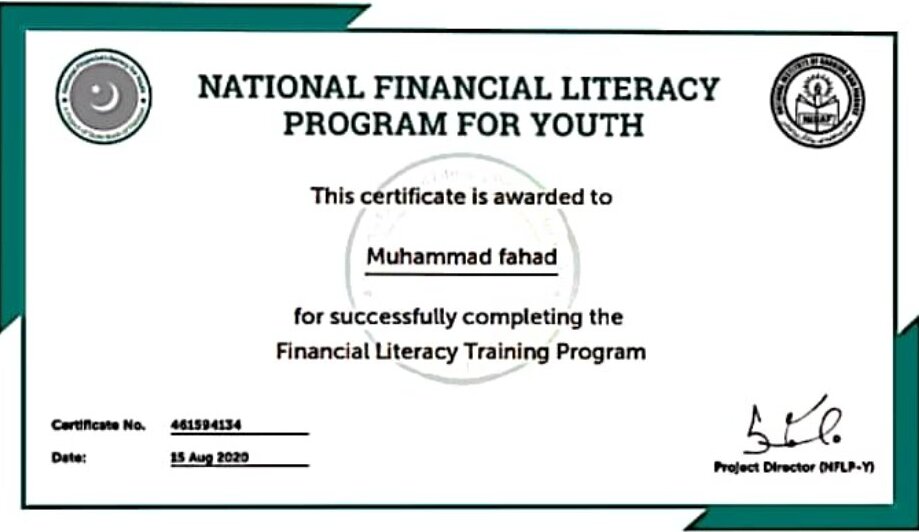 NATIONAL FINANCIAL LITERACY
PROGRAM FOR YOUTH
This certificate is awarded to
Muhammad fahad
for successfully completing the
Financial Literacy Training Program
Certificate No. 461594134
Date: 15 Aug 2020
Project Director (NFLP-Y)